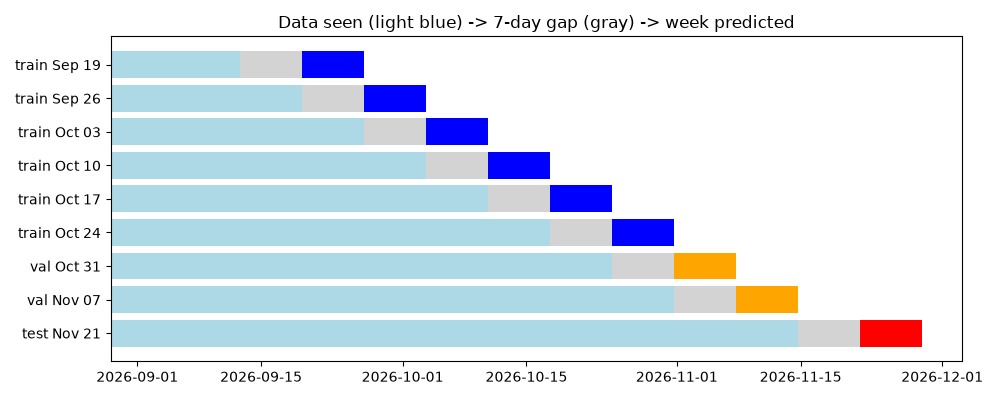 Data seen (light blue) -> 7-day gap (gray) -> week predicted
train Sep 19
train Sep 26
train Oct 03
train Oct 10
train Oct 17
train Oct 24
val Oct 31
val Nov 07
test Nov 21
2026-09-01 2026-09-15 2026-10-01 2026-10-15 2026-11-01 2026-11-15 2026-12-01